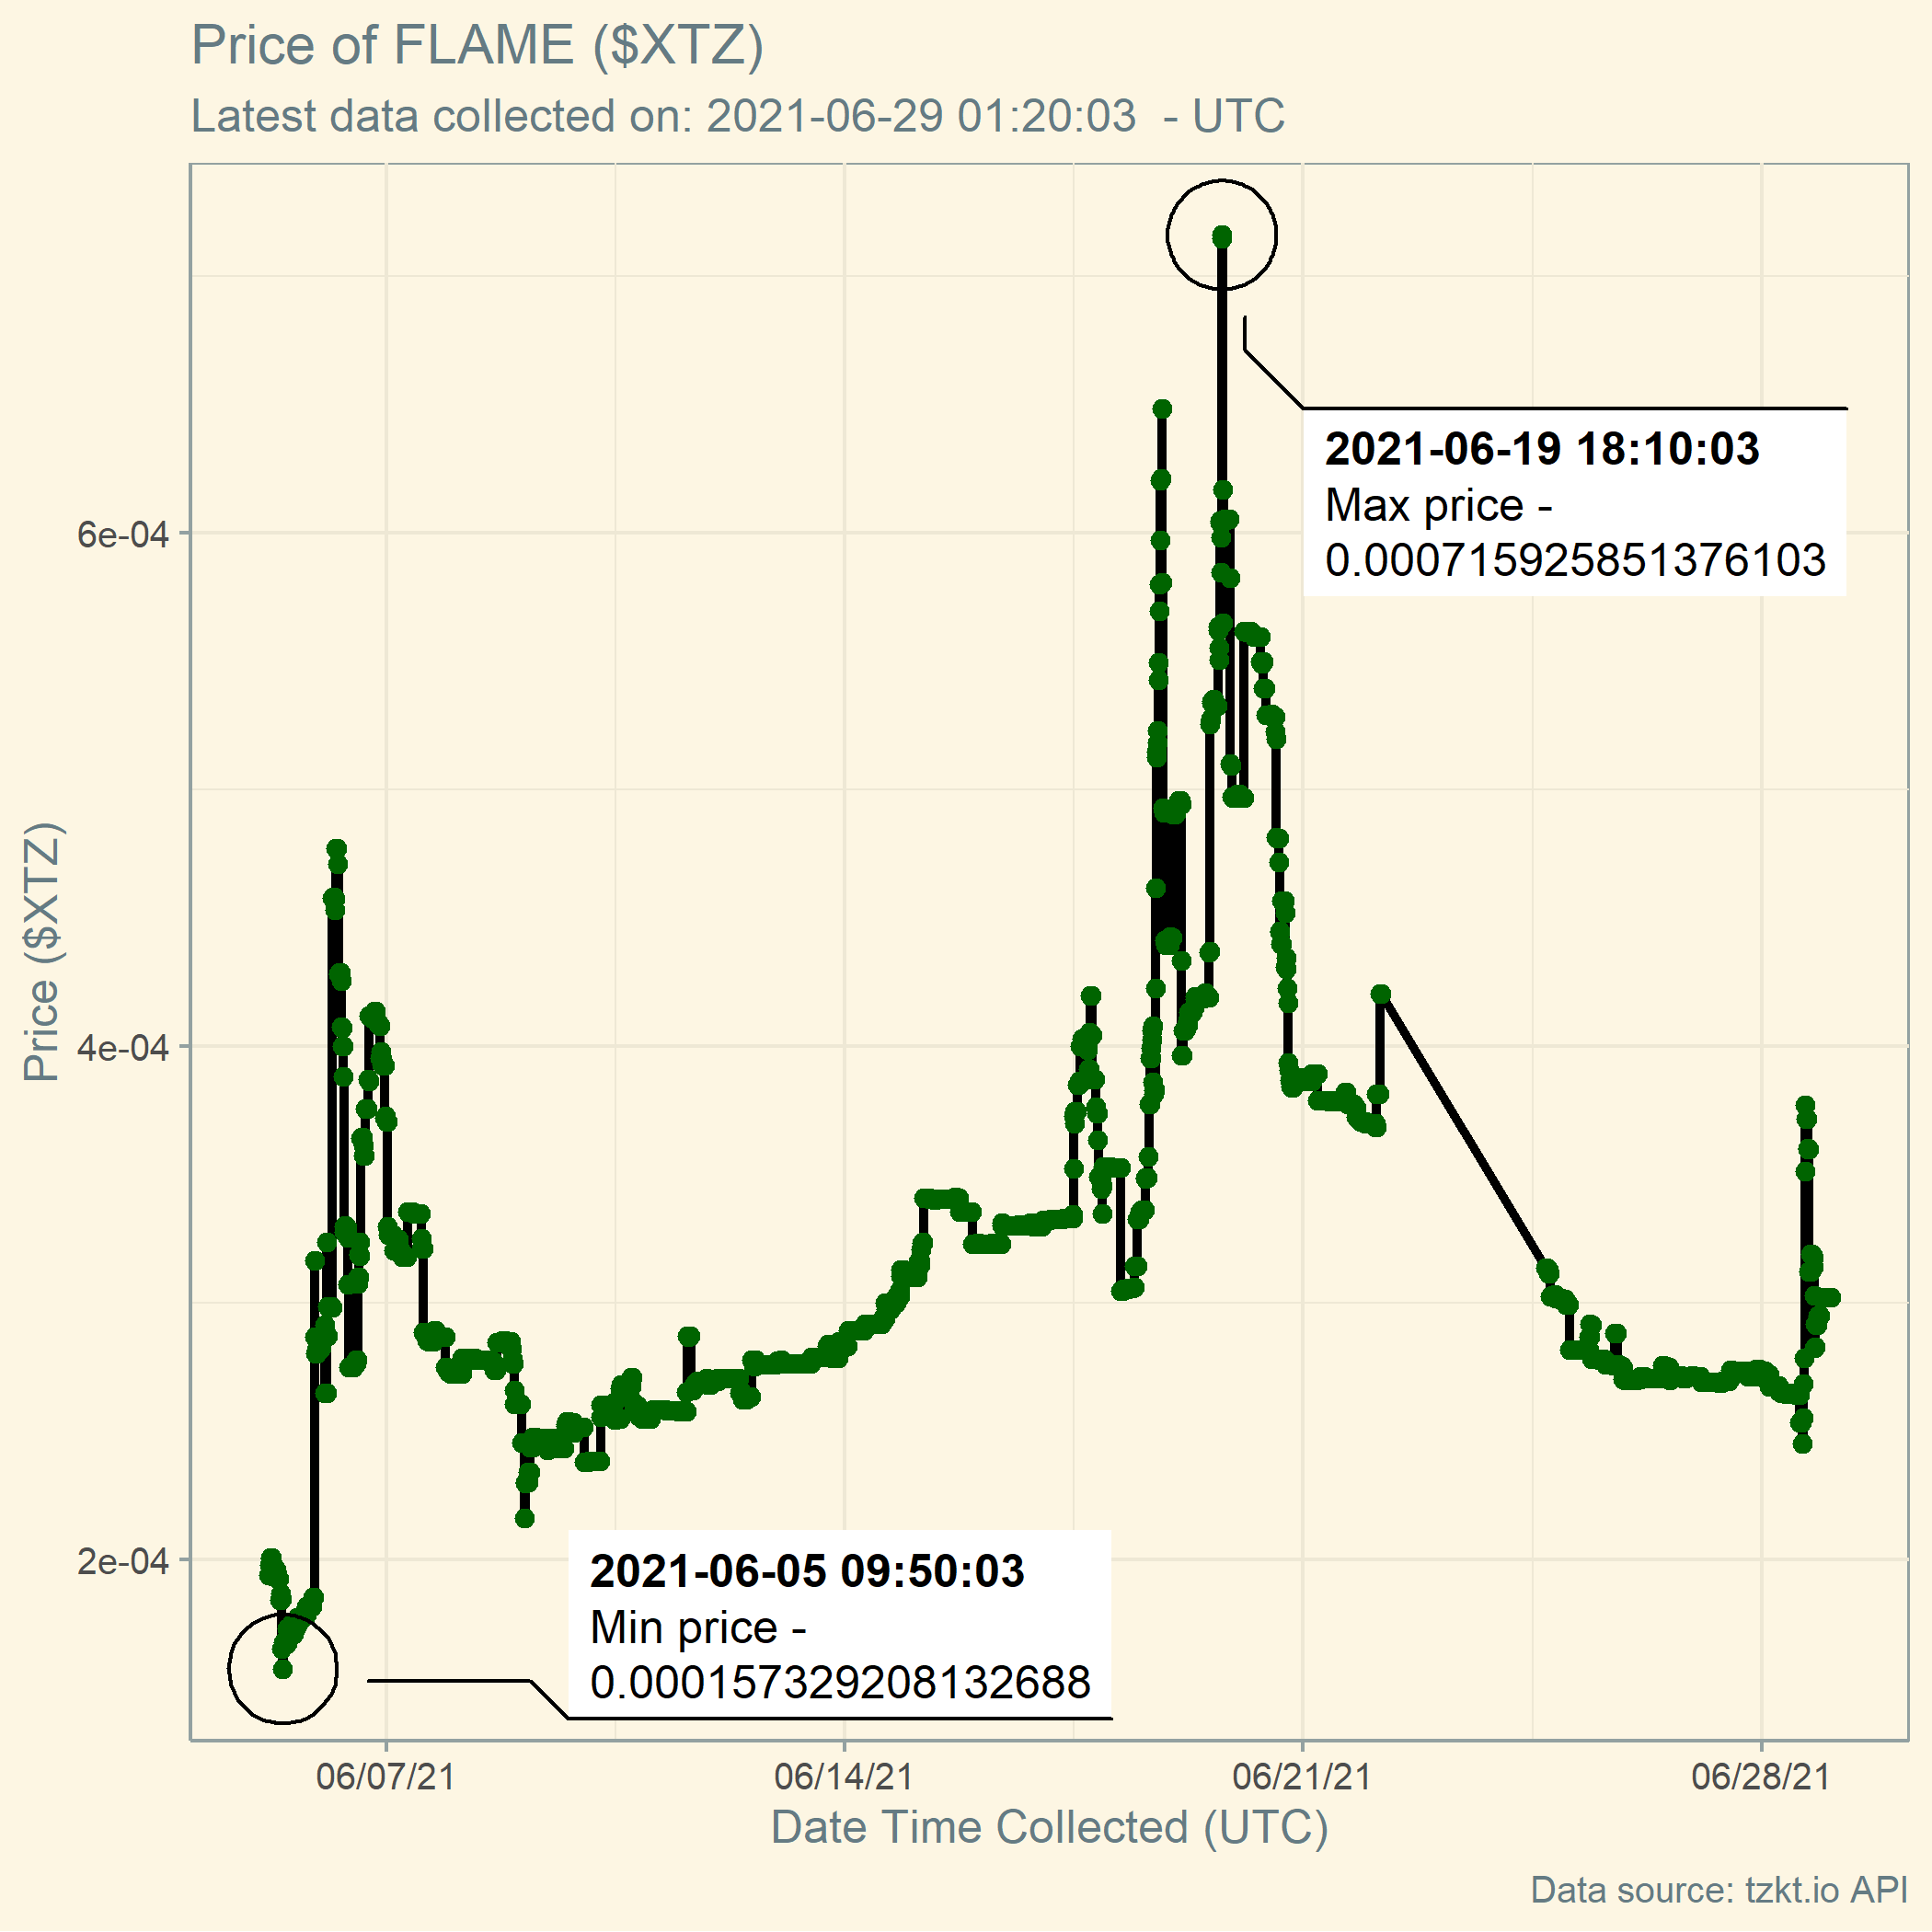 Price of FLAME ($XTZ)
Latest data collected on: 2021-06-29 01:20:03  - UTC
2021-06-19 18:10:03
Max price -
0.000715925851376103
6e-04
4e-04
2e-04
Price ($XTZ)
2021-06-05 09:50:03
Min price -
0.000157329208132688
06/07/21
06/14/21
06/21/21
06/28/21
Date Time Collected (UTC)
Data source: tzkt.io API